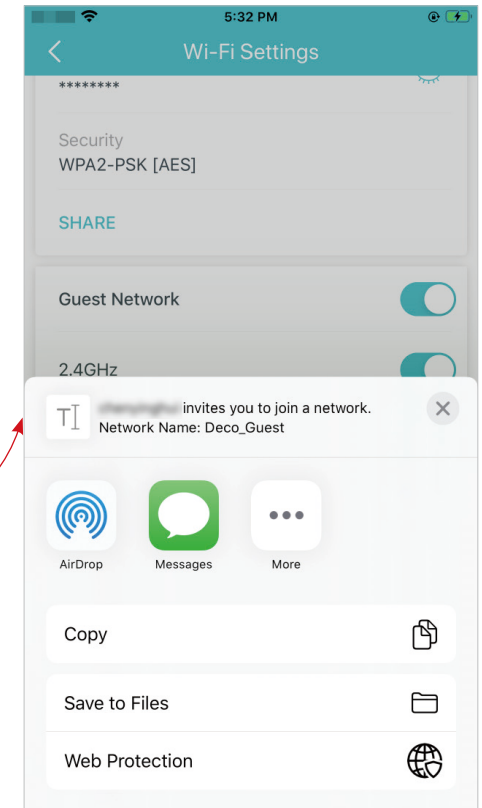 5:32 PM
Wi-Fi Settings
********
Security
WPA2-PSK [AES]
SHARE
Guest Network
2.4GHz
invites you to join a network.
Network Name: Deco_Guest
AirDrop
Messages
More
Copy
Save to Files
Web Protection